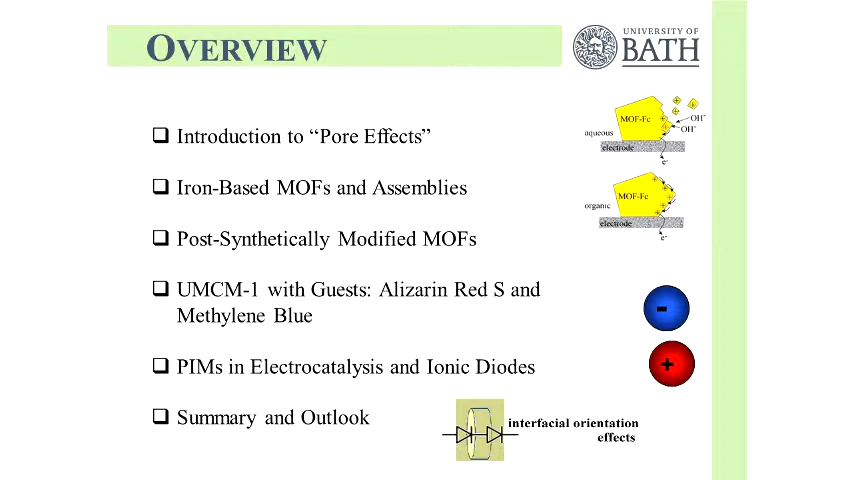 OVERVIEW
UNIVERSITY OF
BATH
Introduction to “Pore Effects”
Iron-Based MOFs and Assemblies
Post-Synthetically Modified MOFs
UMCM-1 with Guests: Alizarin Red S and
Methylene Blue
PIMs in Electrocatalysis and Ionic Diodes
Summary and Outlook
MOF-Fc
OH-
OH-
aqueous
electrode
e-
MOF-Fc
organic
electrode
e-
-
+
interfacial orientation
effects